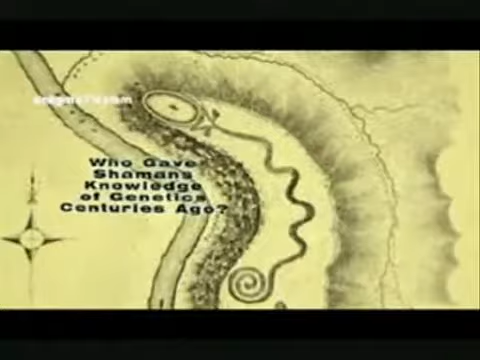 Who Gave
Shamans
Knowledge
of Genetics
Centuries Ago?